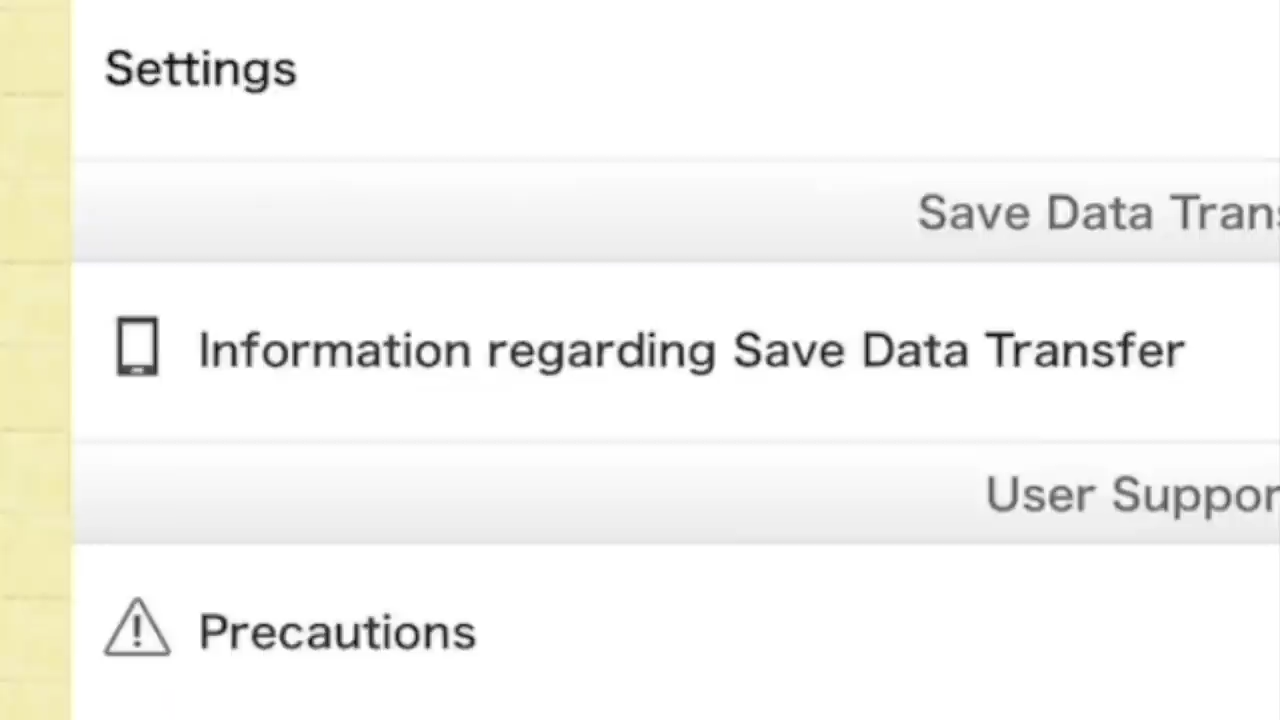 Settings
Save Data Trans
Information regarding Save Data Transfer
User Suppor
Precautions